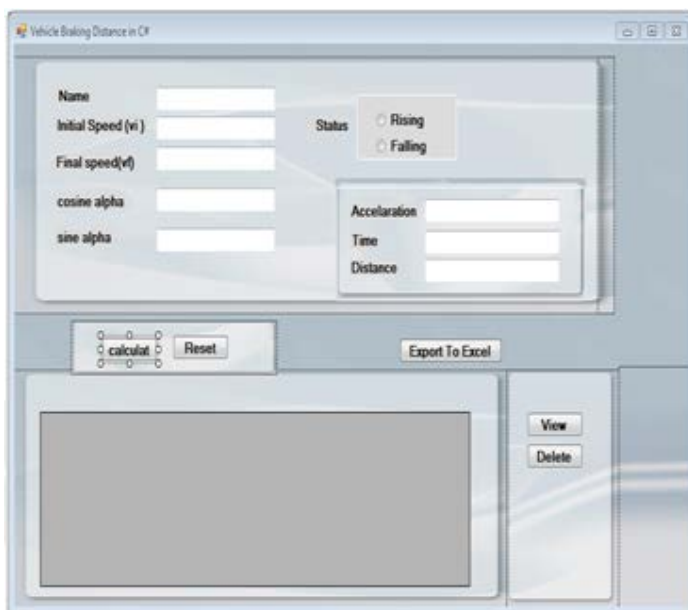 Vehicle Braking Distance in C#
Name
Initial Speed (vi )
Final speed(vf)
cosine alpha
sine alpha
Status
Rising
Falling
Accelaration
Time
Distance
calculat
Reset
Export To Excel
View
Delete